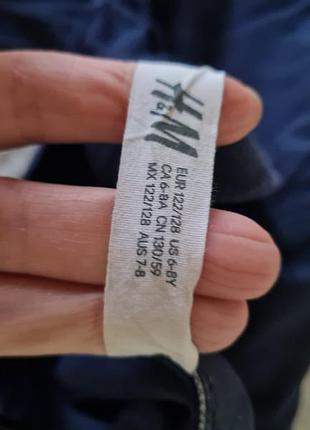 H&M
EUR 122/128 US 6-8Y
CA 6-8A CN 130/59
MX 122/128 AUS 7-8